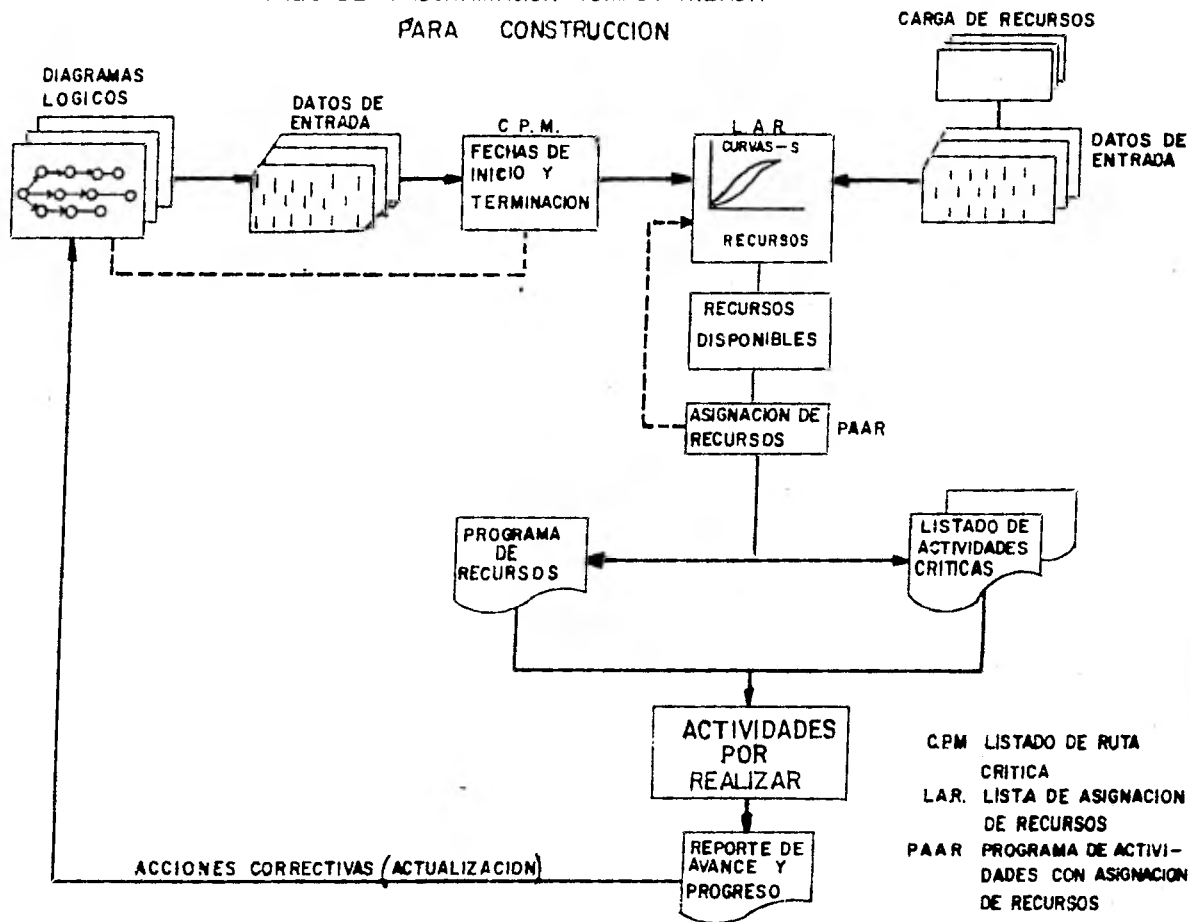 PARA CONSTRUCCION
CARGA DE RECURSOS
DIAGRAMAS
LOGICOS
DATOS DE
ENTRADA
C.P.M.
FECHAS DE
INICIO Y
TERMINACION
L.A.R
CURVAS-S
RECURSOS
DATOS DE
ENTRADA
RECURSOS
DISPONIBLES
ASIGNACION DE
RECURSOS
PAAR
PROGRAMA
DE
RECURSOS
LISTADO DE
ACTIVIDADES
CRITICAS
ACTIVIDADES
POR
REALIZAR
REPORTE DE
AVANCE Y
PROGRESO
ACCIONES CORRECTIVAS (ACTUALIZACION)
C.P.M LISTADO DE RUTA
CRITICA
L.A.R. LISTA DE ASIGNACION
DE RECURSOS
PAAR PROGRAMA DE ACTIVI-
DADES CON ASIGNACION
DE RECURSOS